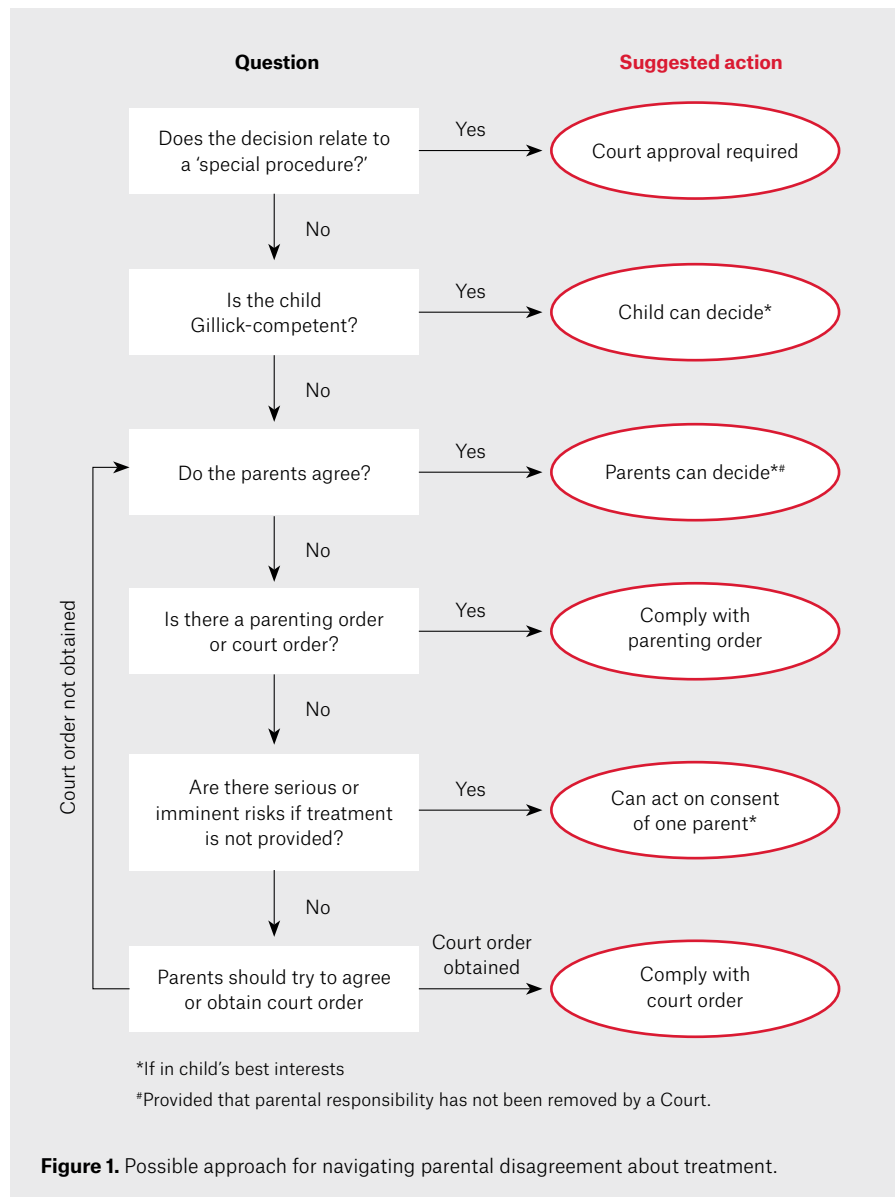 Question
Suggested action
Does the decision relate to
a ‘special procedure?’
Yes
Court approval required
No
Is the child
Gillick-competent?
Yes
Child can decide*
No
Do the parents agree?
Yes
Parents can decide*#
No
Is there a parenting order
or court order?
Yes
Comply with
parenting order
No
Are there serious or
imminent risks if treatment
is not provided?
Yes
Can act on consent
of one parent*
No
Court order not obtained
Parents should try to agree
or obtain court order
Court order
obtained
Comply with
court order
*If in child’s best interests
#Provided that parental responsibility has not been removed by a Court.
Figure 1. Possible approach for navigating parental disagreement about treatment.